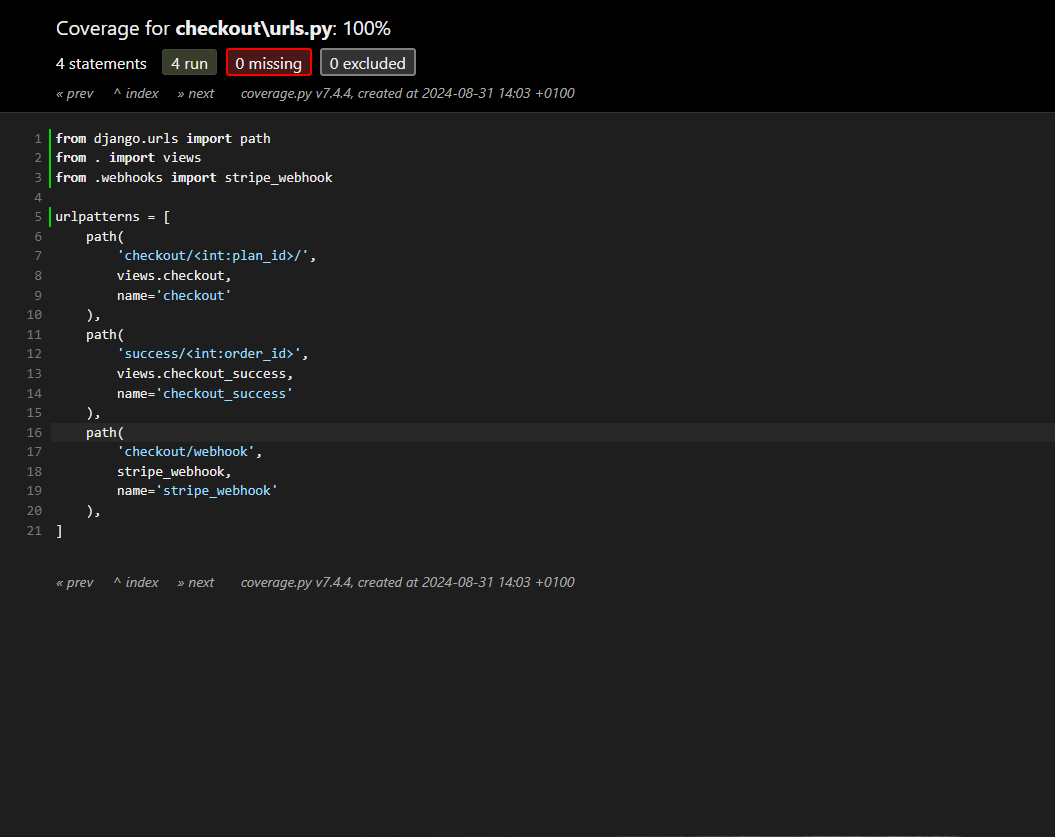 Coverage for checkout\urls.py: 100%
4 statements 4 run 0 missing 0 excluded
« prev ^ index » next coverage.py v7.4.4, created at 2024-08-31 14:03 +0100
1 from django.urls import path
2 from . import views
3 from .webhooks import stripe_webhook
4
5 urlpatterns = [
6     path(
7         'checkout/<int:plan_id>/',
8         views.checkout,
9         name='checkout'
10     ),
11     path(
12         'success/<int:order_id>',
13         views.checkout_success,
14         name='checkout_success'
15     ),
16     path(
17         'checkout/webhook',
18         stripe_webhook,
19         name='stripe_webhook'
20     ),
21 ]
« prev ^ index » next coverage.py v7.4.4, created at 2024-08-31 14:03 +0100